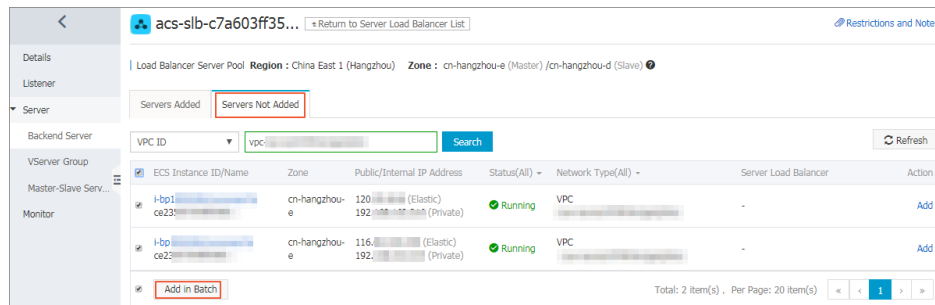 acs-slb-c7a603ff35... Return to Server Load Balancer List Restrictions and Note
Details
Load Balancer Server Pool Region : China East 1 (Hangzhou) Zone : cn-hangzhou-e (Master) /cn-hangzhou-d (Slave)
Listener
Server
Servers Added Servers Not Added
Backend Server
VPC ID vpc- Search Refresh
VServer Group
ECS Instance ID/Name Zone Public/Internal IP Address Status(All) Network Type(All) Server Load Balancer Action
Master-Slave Serv...
Monitor
i-bp1 cn-hangzhou- 120. (Elastic) Running VPC - Add
ce23 e 192. (Private)
i-bp cn-hangzhou- 116. (Elastic) Running VPC - Add
ce23 e 192. (Private)
Add in Batch Total: 2 item(s) , Per Page: 20 item(s) « ‹ 1 › »